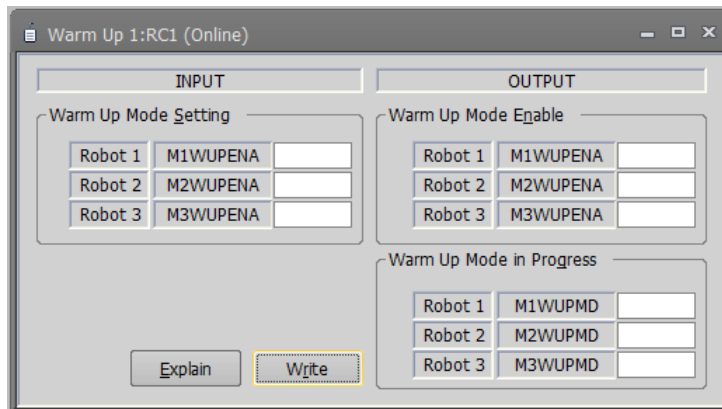 Warm Up 1:RC1 (Online)
INPUT
Warm Up Mode Setting
Robot 1 M1WUPENA
Robot 2 M2WUPENA
Robot 3 M3WUPENA
Explain
Write
OUTPUT
Warm Up Mode Enable
Robot 1 M1WUPENA
Robot 2 M2WUPENA
Robot 3 M3WUPENA
Warm Up Mode in Progress
Robot 1 M1WUPMD
Robot 2 M2WUPMD
Robot 3 M3WUPMD